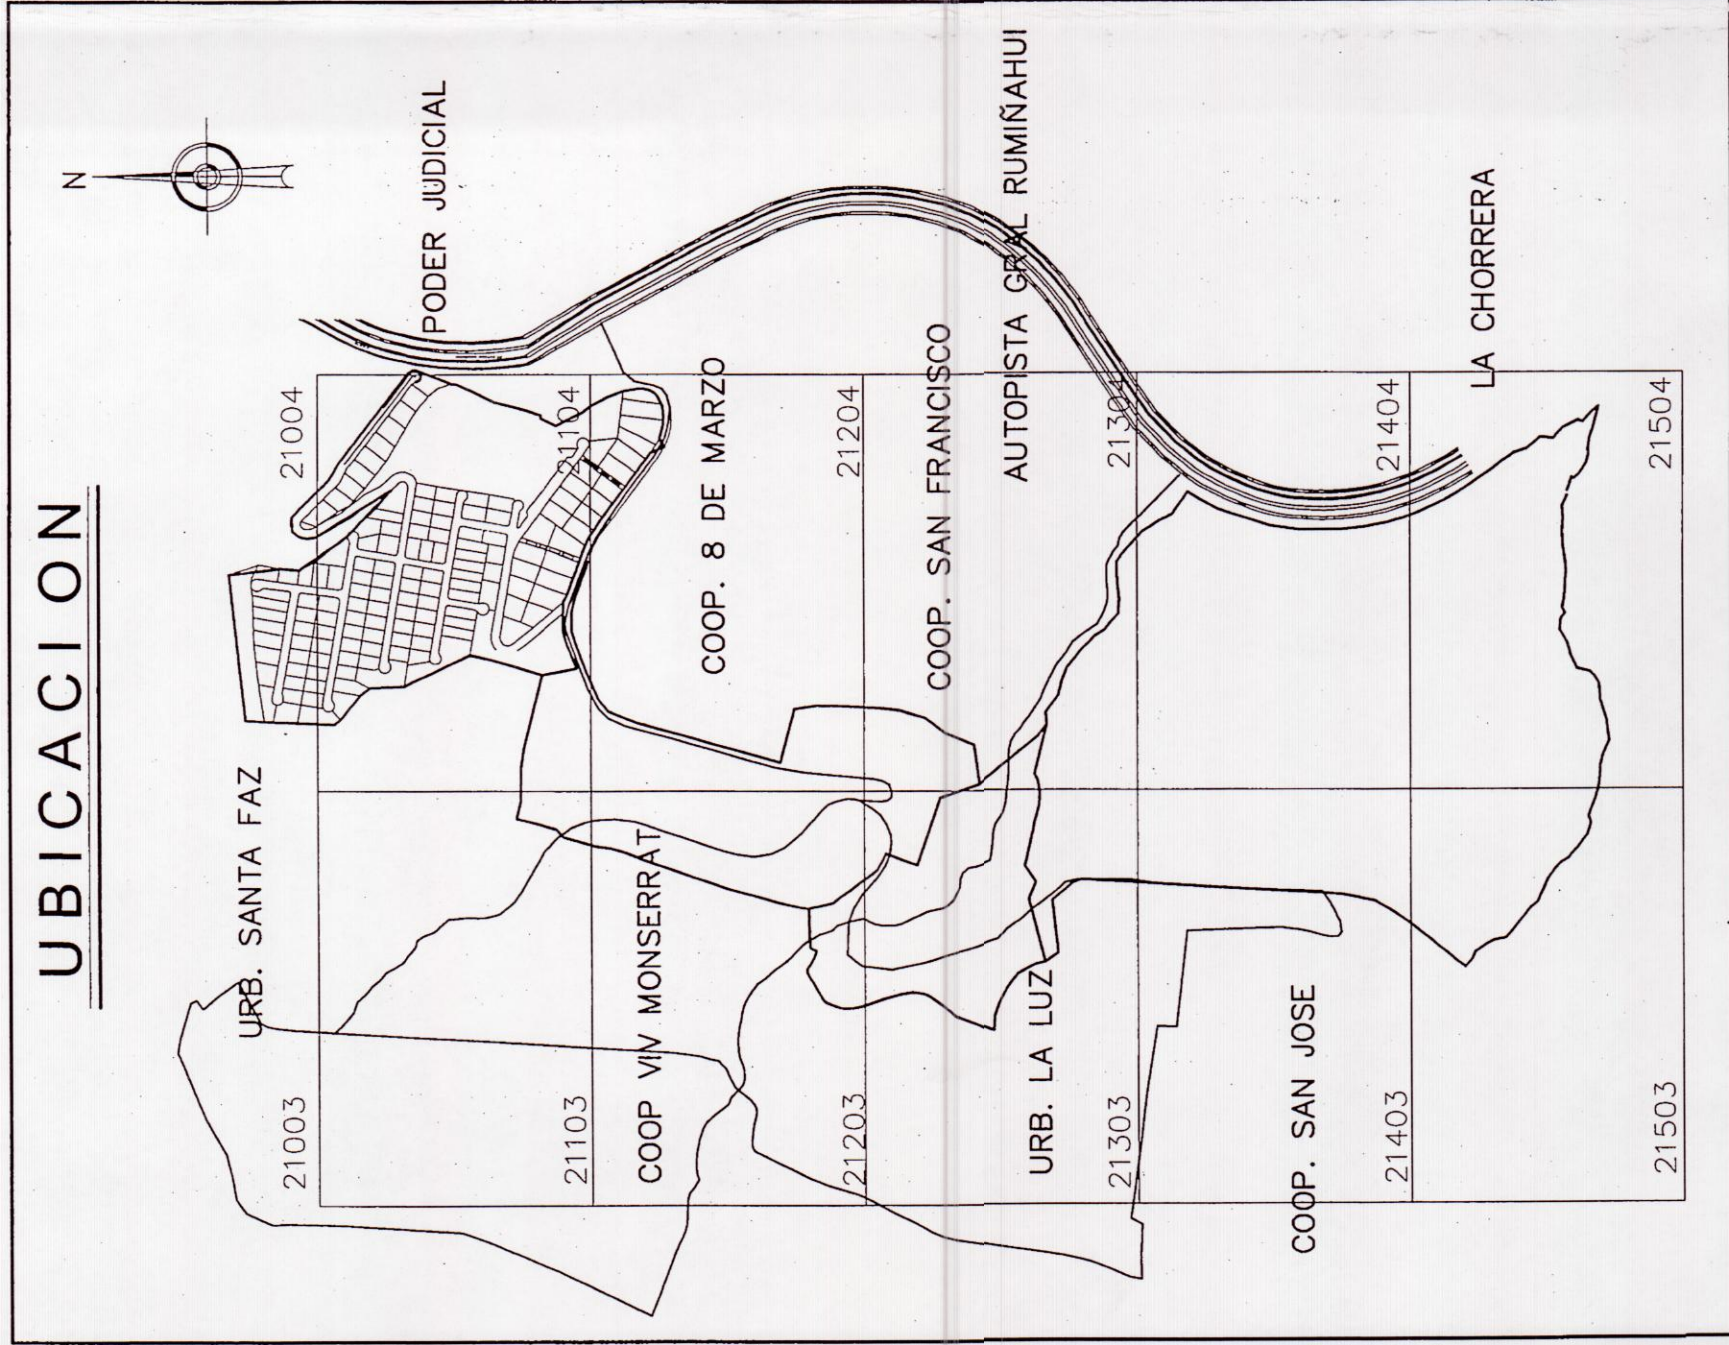 UBICACION
N
PODER JUDICIAL
21004
21104
21204
21304
21404
21504
URB. SANTA FAZ
COOP. 8 DE MARZO
COOP. SAN FRANCISCO
AUTOPISTA GRAL RUMIÑAHUI
LA CHORRERA
COOP VIV MONSERRAT
URB. LA LUZ
COOP. SAN JOSE
21003
21103
21203
21303
21403
21503